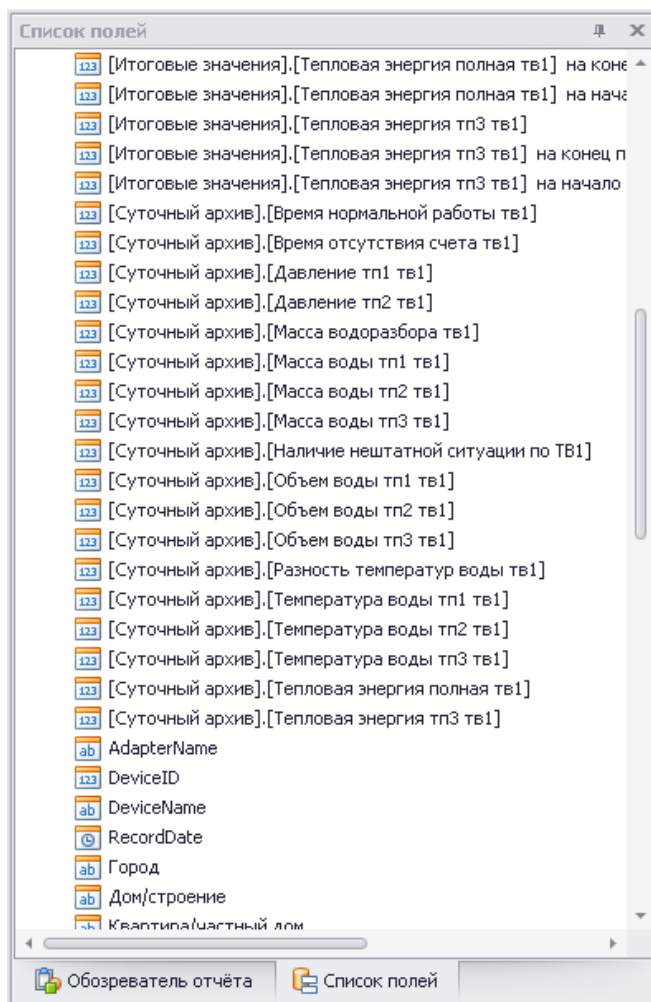 Список полей
[Итоговые значения].[Тепловая энергия полная тв1] на коне
[Итоговые значения].[Тепловая энергия полная тв1] на нача
[Итоговые значения].[Тепловая энергия тп3 тв1]
[Итоговые значения].[Тепловая энергия тп3 тв1] на конец п
[Итоговые значения].[Тепловая энергия тп3 тв1] на начало
[Суточный архив].[Время нормальной работы тв1]
[Суточный архив].[Время отсутствия счета тв1]
[Суточный архив].[Давление тп1 тв1]
[Суточный архив].[Давление тп2 тв1]
[Суточный архив].[Масса водоразбора тв1]
[Суточный архив].[Масса воды тп1 тв1]
[Суточный архив].[Масса воды тп2 тв1]
[Суточный архив].[Масса воды тп3 тв1]
[Суточный архив].[Наличие нештатной ситуации по ТВ1]
[Суточный архив].[Объем воды тп1 тв1]
[Суточный архив].[Объем воды тп2 тв1]
[Суточный архив].[Объем воды тп3 тв1]
[Суточный архив].[Разность температур воды тв1]
[Суточный архив].[Температура воды тп1 тв1]
[Суточный архив].[Температура воды тп2 тв1]
[Суточный архив].[Температура воды тп3 тв1]
[Суточный архив].[Тепловая энергия полная тв1]
[Суточный архив].[Тепловая энергия тп3 тв1]
AdapterName
DeviceID
DeviceName
RecordDate
Город
Дом/строение
Квартира/частный дом
Обозреватель отчёта
Список полей